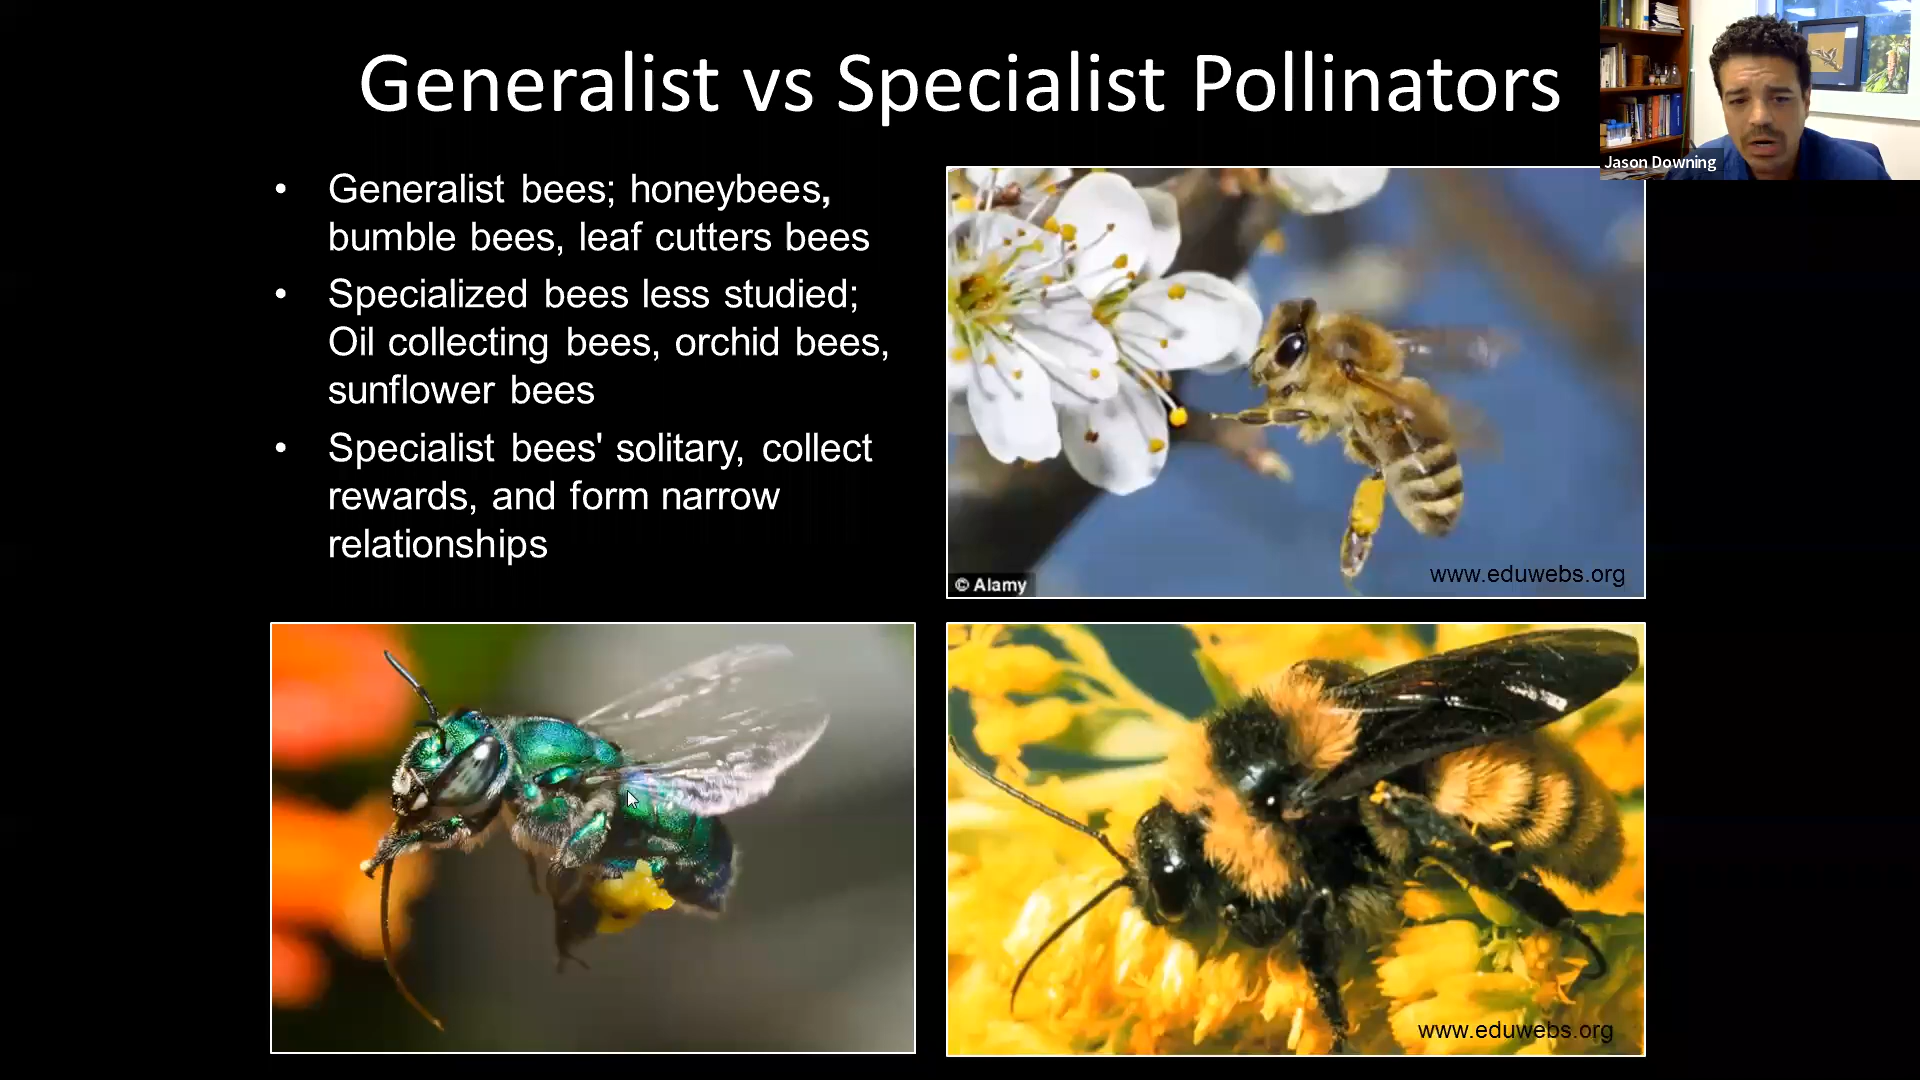 Generalist vs Specialist Pollinators
Jason Downing
• Generalist bees; honeybees,
bumble bees, leaf cutters bees
• Specialized bees less studied;
Oil collecting bees, orchid bees,
sunflower bees
• Specialist bees' solitary, collect
rewards, and form narrow
relationships
www.eduwebs.org
© Alamy
www.eduwebs.org